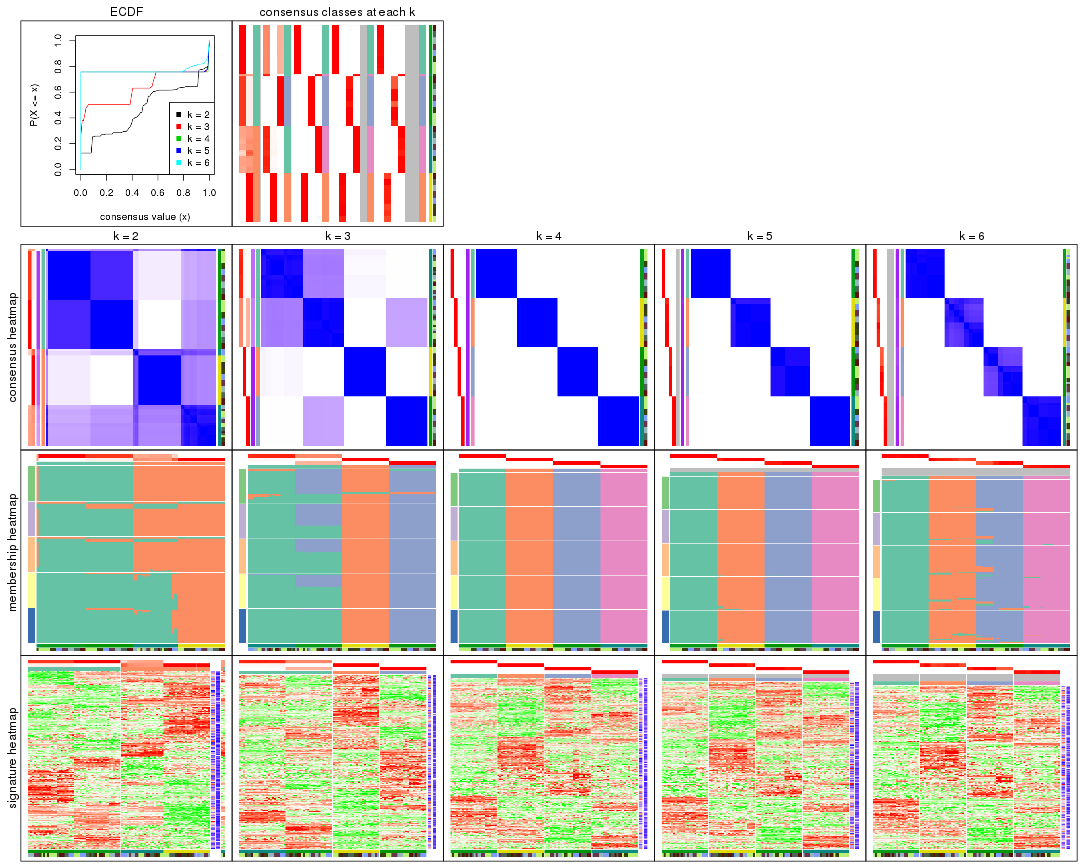 ECDF
consensus classes at each k
P(X <= x)
0.0 0.2 0.4 0.6 0.8 1.0
k = 2
k = 3
k = 4
k = 5
k = 6
0.0 0.2 0.4 0.6 0.8 1.0
consensus value (x)
k = 2 k = 3 k = 4 k = 5 k = 6
consensus heatmap
membership heatmap
signature heatmap